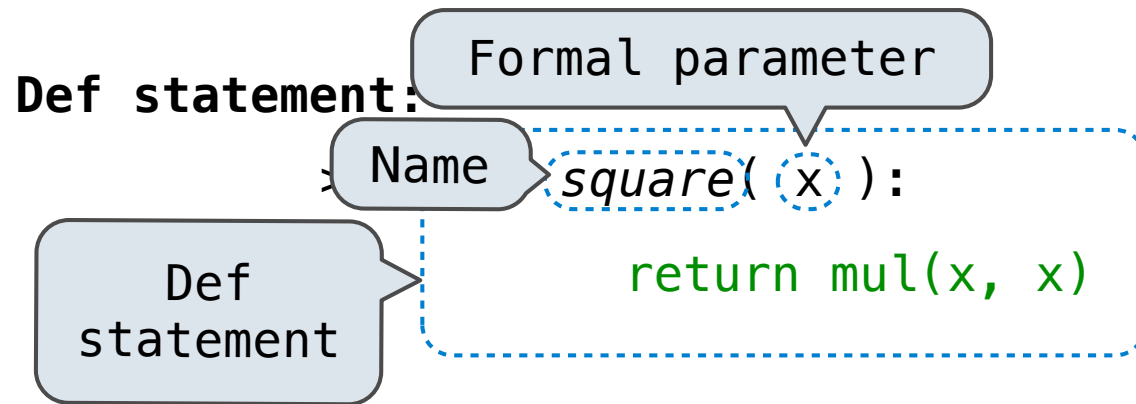 Formal parameter
Def statement:
Name
square( x ):
Def
statement
return mul(x, x)